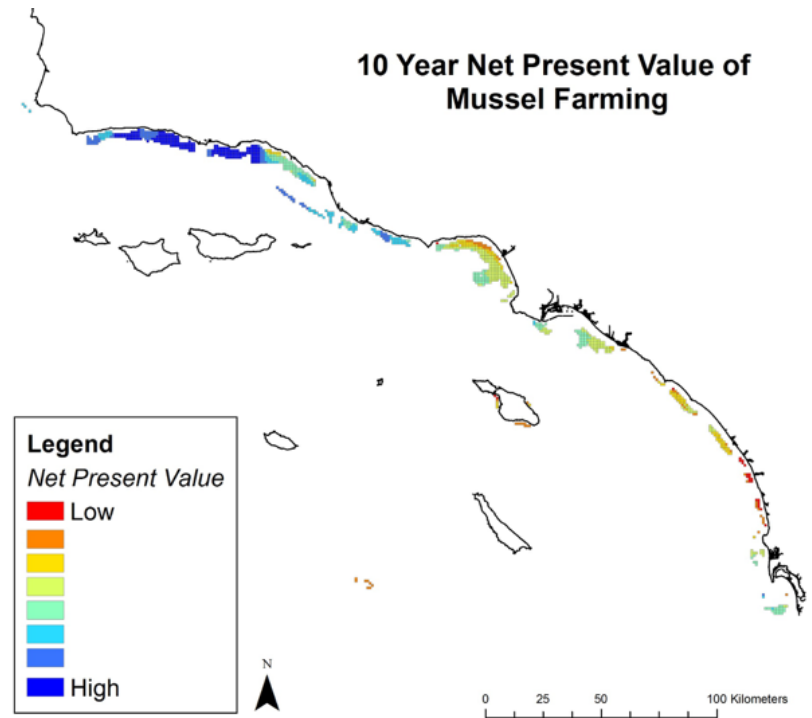 10 Year Net Present Value of
Mussel Farming
Legend
Net Present Value
Low
High
N
0 25 50 100 Kilometers